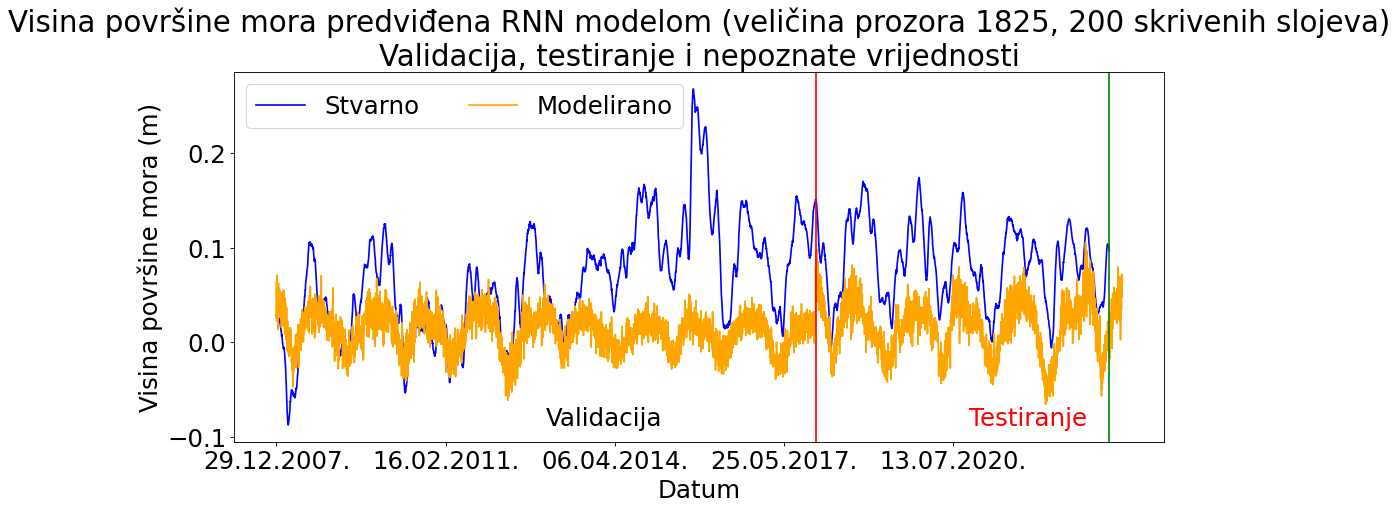 Visina površine mora predviđena RNN modelom (veličina prozora 1825, 200 skrivenih slojeva)
Validacija, testiranje i nepoznate vrijednosti
Stvarno
Modelirano
Visina površine mora (m)
0.2
0.1
0.0
−0.1
Validacija
Testiranje
29.12.2007.
16.02.2011.
06.04.2014.
25.05.2017.
13.07.2020.
Datum